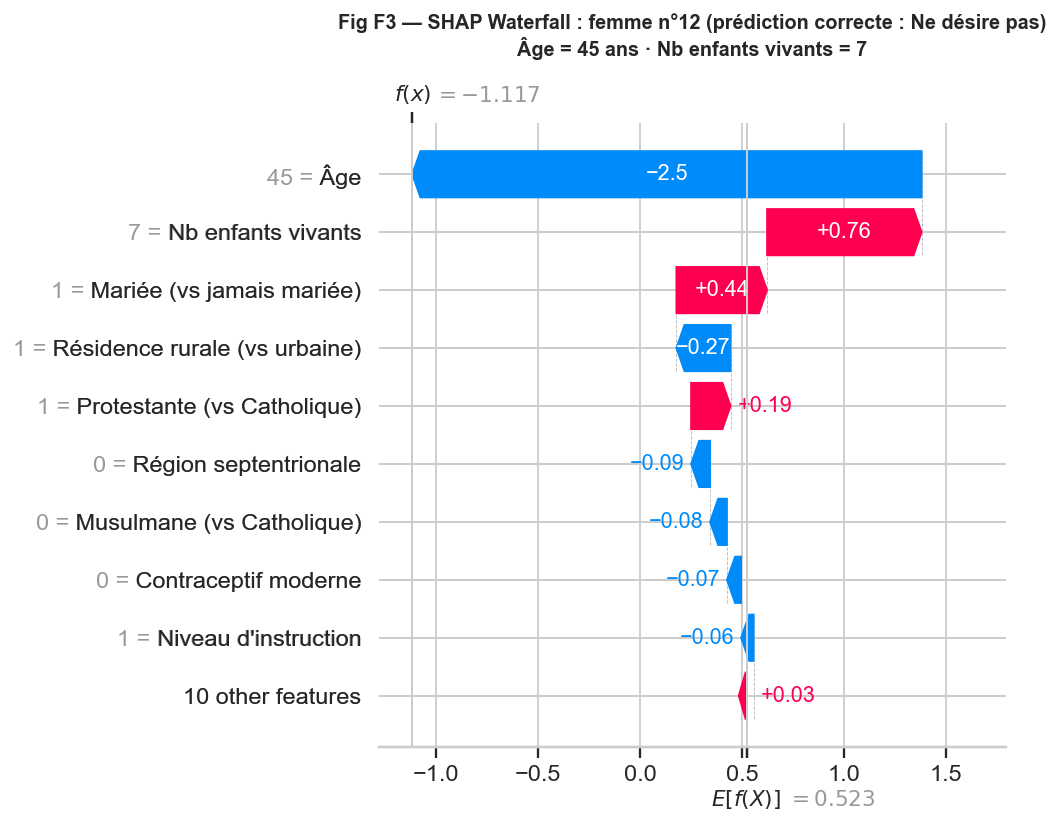 Fig F3 — SHAP Waterfall : femme n°12 (prédiction correcte : Ne désire pas)
Âge = 45 ans · Nb enfants vivants = 7
f(x) = −1.117
45 = Âge
−2.5
7 = Nb enfants vivants
+0.76
1 = Mariée (vs jamais mariée)
+0.44
1 = Résidence rurale (vs urbaine)
−0.27
1 = Protestante (vs Catholique)
+0.19
0 = Région septentrionale
−0.09
0 = Musulmane (vs Catholique)
−0.08
0 = Contraceptif moderne
−0.07
1 = Niveau d'instruction
−0.06
10 other features
+0.03
−1.0 −0.5 0.0 0.5 1.0 1.5
E[f(X)] = 0.523